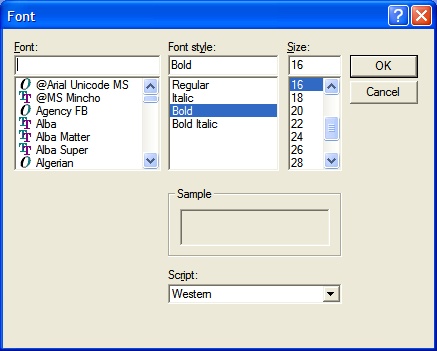 Font
Font:
Font style:
Size:
Bold
16
OK
Cancel
@Arial Unicode MS
@MS Mincho
Agency FB
Alba
Alba Matter
Alba Super
Algerian
Regular
Italic
Bold
Bold Italic
16
18
20
22
24
26
28
Sample
Script:
Western